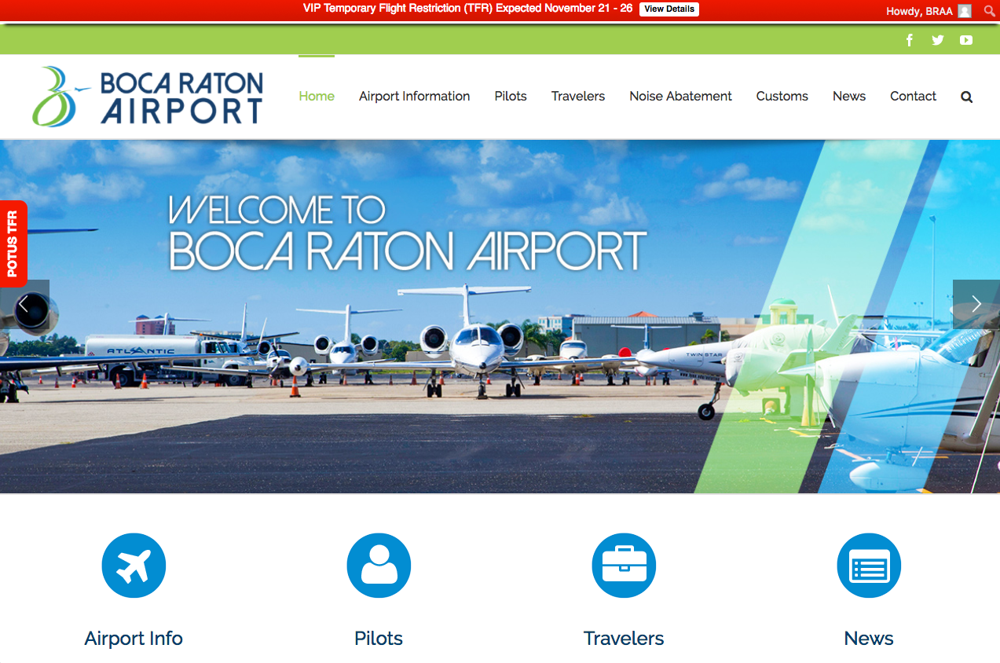 VIP Temporary Flight Restriction (TFR) Expected November 21 - 26 View Details
Howdy, BRAA
BOCA RATON
AIRPORT
Home Airport Information Pilots Travelers Noise Abatement Customs News Contact
WELCOME TO
BOCA RATON AIRPORT
POTUS TFR
ATLANTIC
TWIN STAR
Airport Info Pilots Travelers News